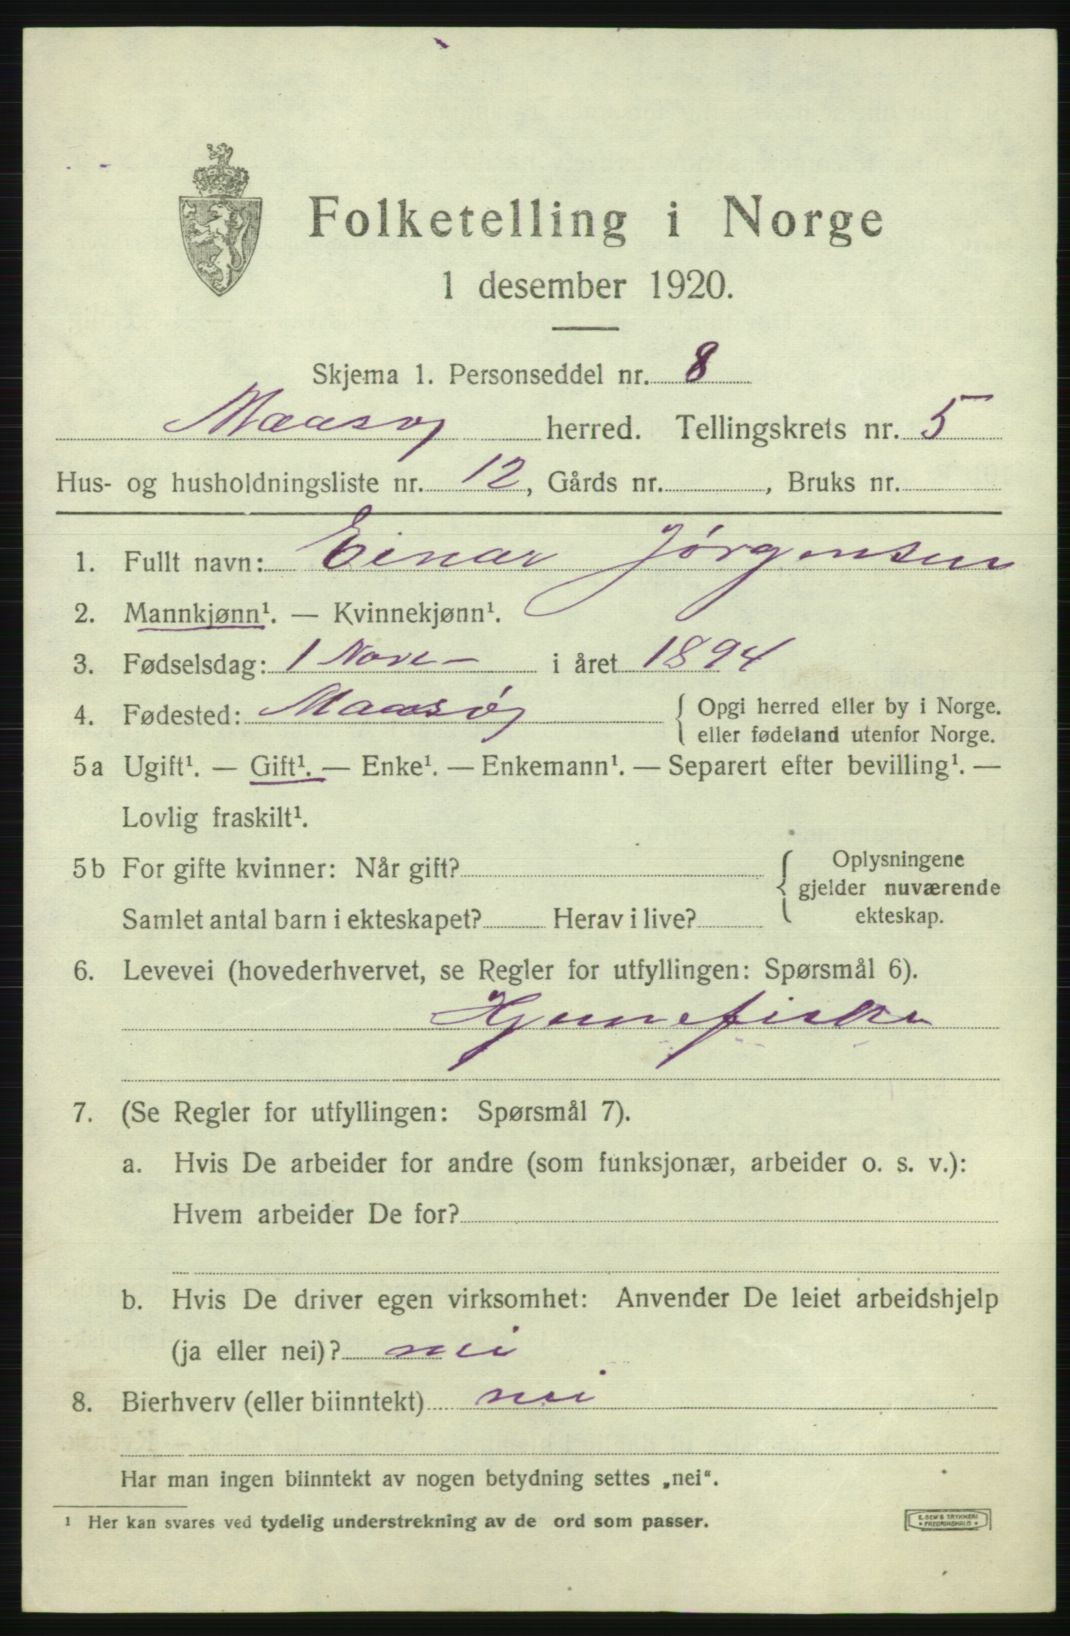 Folketelling i Norge
1 desember 1920.
Skjema 1. Personseddel nr. 8
Maasøy herred. Tellingskrets nr. 5
Hus- og husholdningsliste nr. 12, Gårds nr. , Bruks nr.
1. Fullt navn: Einar Jørgensen
2. Mannkjønn¹. — Kvinnekjønn¹.
3. Fødselsdag: 1 Nove— i året 1894
4. Fødested: Maasøy { Opgi herred eller by i Norge.
eller fødeland utenfor Norge.
5a Ugift¹. — Gift¹. — Enke¹. — Enkemann¹. — Separert efter bevilling¹. —
Lovlig fraskilt¹.
5b For gifte kvinner: Når gift? { Oplysningene
gjelder nuværende
Samlet antal barn i ekteskapet? Herav i live? ekteskap.
6. Levevei (hovederhvervet, se Regler for utfyllingen: Spørsmål 6).
Hjemmefisker
7. (Se Regler for utfyllingen: Spørsmål 7).
a. Hvis De arbeider for andre (som funksjonær, arbeider o. s. v.):
Hvem arbeider De for?
b. Hvis De driver egen virksomhet: Anvender De leiet arbeidshjelp
(ja eller nei)? nei
8. Bierhverv (eller biinntekt) nei
Har man ingen biinntekt av nogen betydning settes „nei".
¹ Her kan svares ved tydelig understrekning av de ord som passer.
E. SEM'S TRYKKERI
• FREDRIKSHALD •